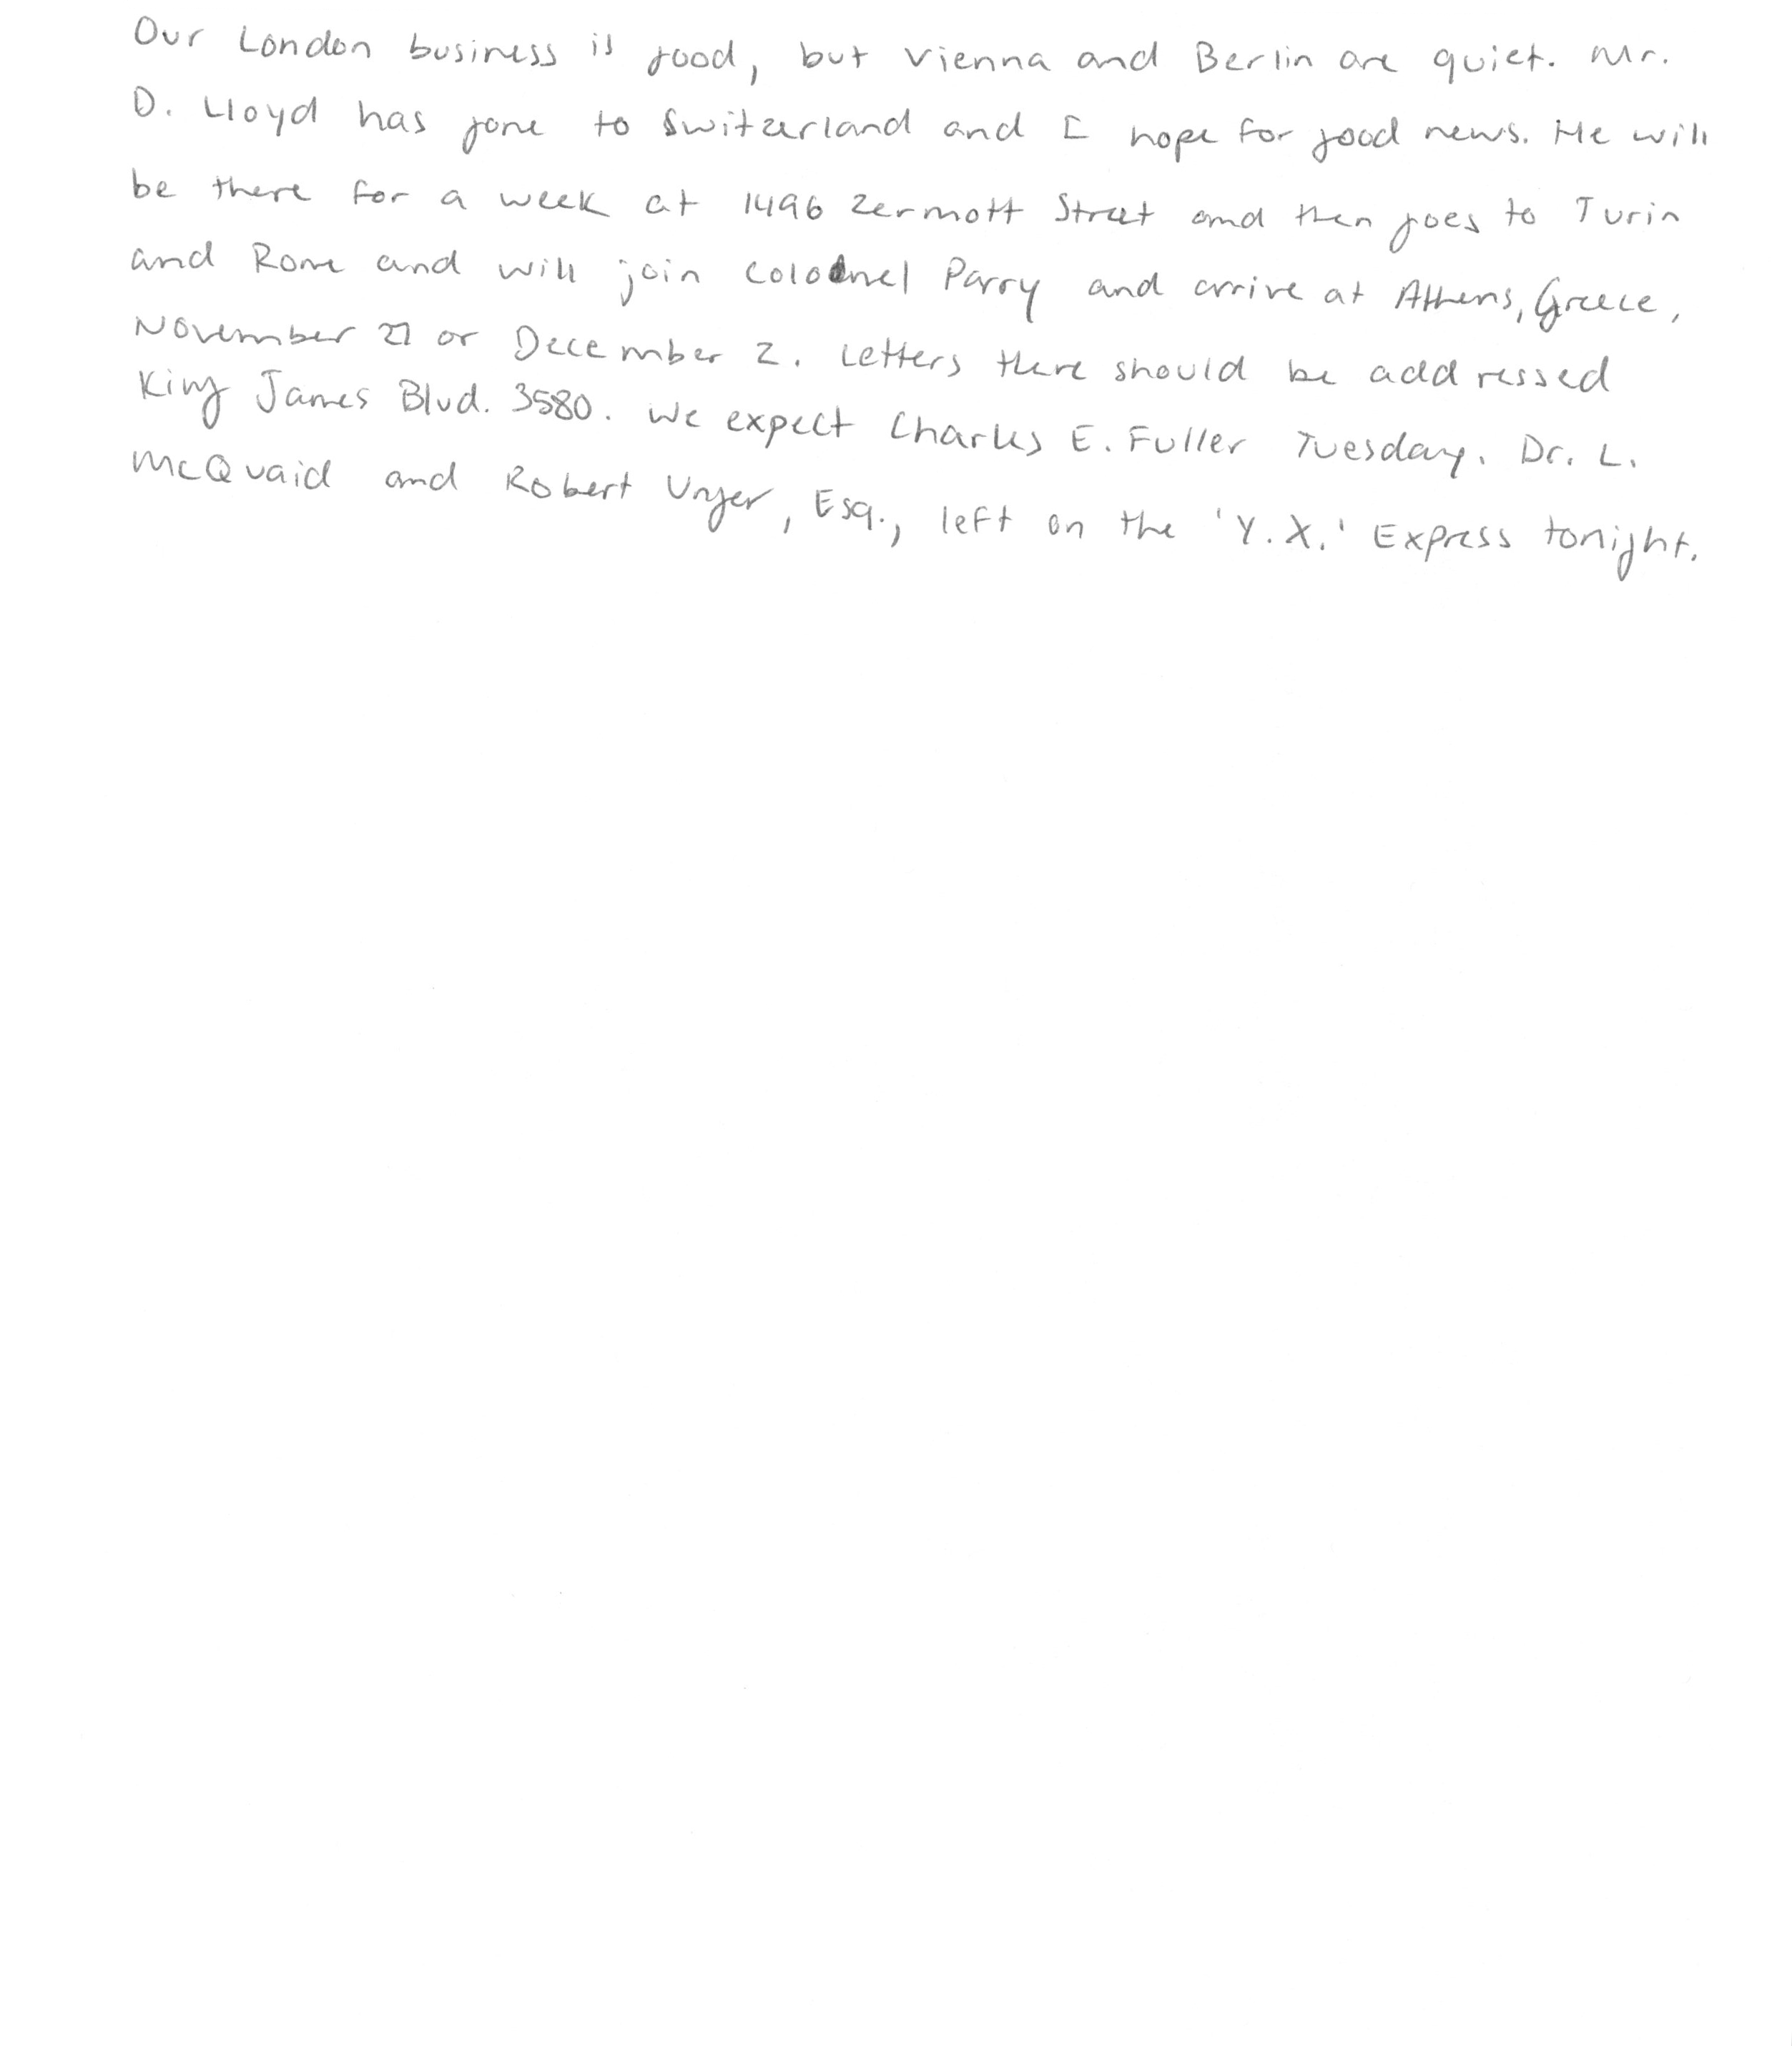 Our London business is good, but Vienna and Berlin are quiet. Mr.
D. Lloyd has gone to Switzerland and I hope for good news. He will
be there for a week at 1496 Zermott Street and then goes to Turin
and Rome and will join Colonel Parry and arrive at Athens, Greece,
November 27 or December 2. Letters there should be addressed
King James Blvd. 3580. We expect Charles E. Fuller Tuesday. Dr. L.
McQuaid and Robert Unger, Esq., left on the 'Y.X.' Express tonight.